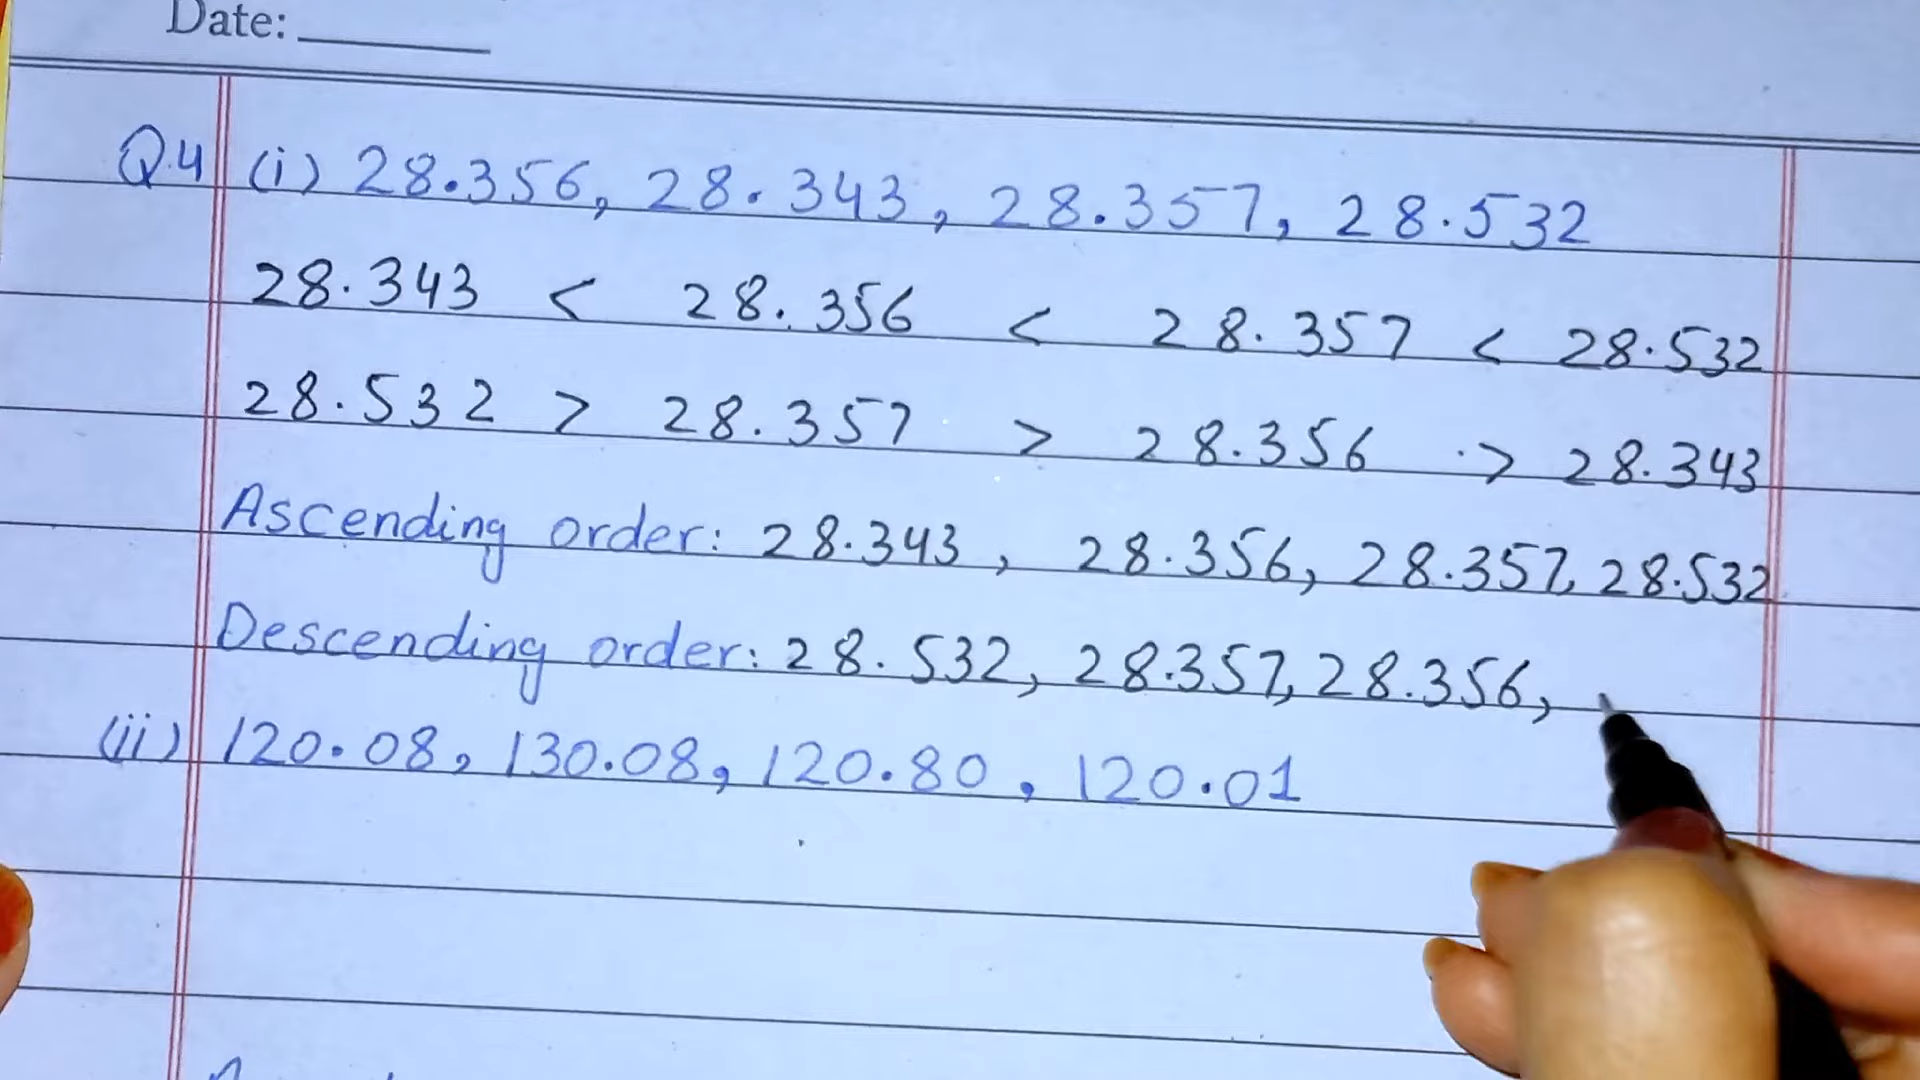 Date:
Q.4 (i) 28.356, 28.343, 28.357, 28.532
28.343 < 28.356 < 28.357 < 28.532
28.532 > 28.357 > 28.356 > 28.343
Ascending order: 28.343, 28.356, 28.357, 28.532
Descending order: 28.532, 28.357, 28.356,
(ii) 120.08, 130.08, 120.80, 120.01